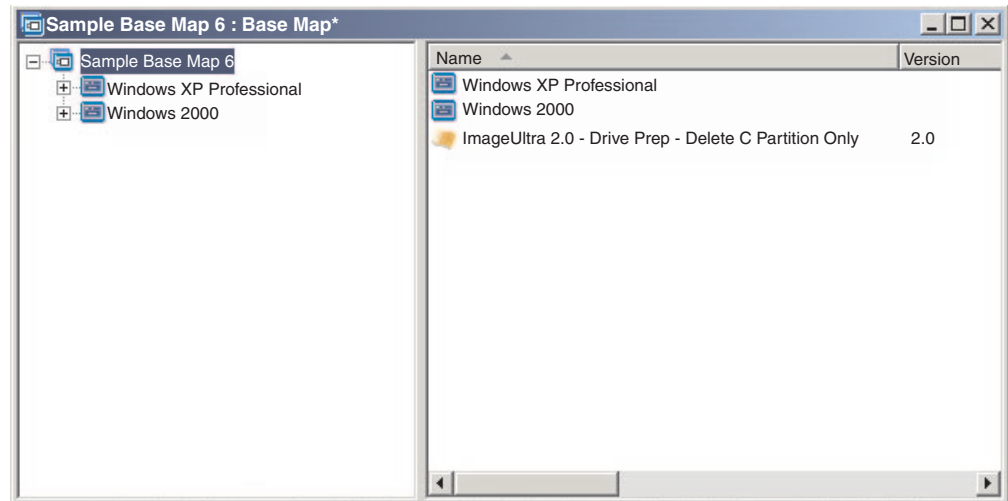 Sample Base Map 6 : Base Map*
Sample Base Map 6
Windows XP Professional
Windows 2000
Name Version
Windows XP Professional
Windows 2000
ImageUltra 2.0 - Drive Prep - Delete C Partition Only 2.0